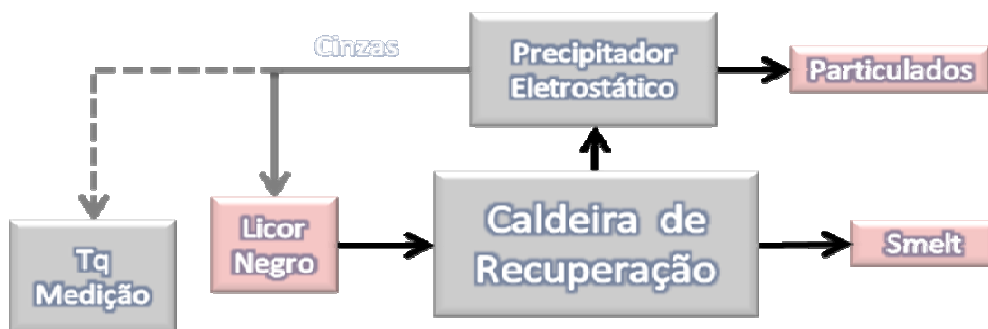 Cinzas
Precipitador
Eletrostático
Particulados
Tq
Medição
Licor
Negro
Caldeira de
Recuperação
Smelt